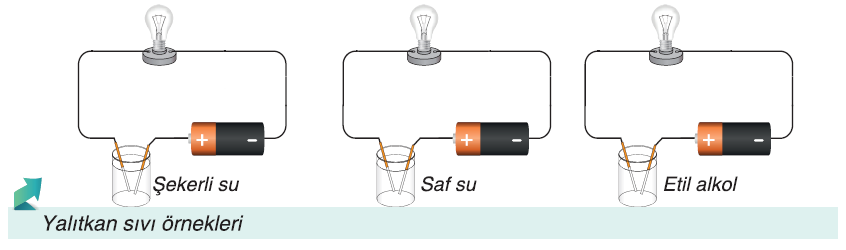 + -
+ -
+ -
Şekerli su
Saf su
Etil alkol
Yalıtkan sıvı örnekleri